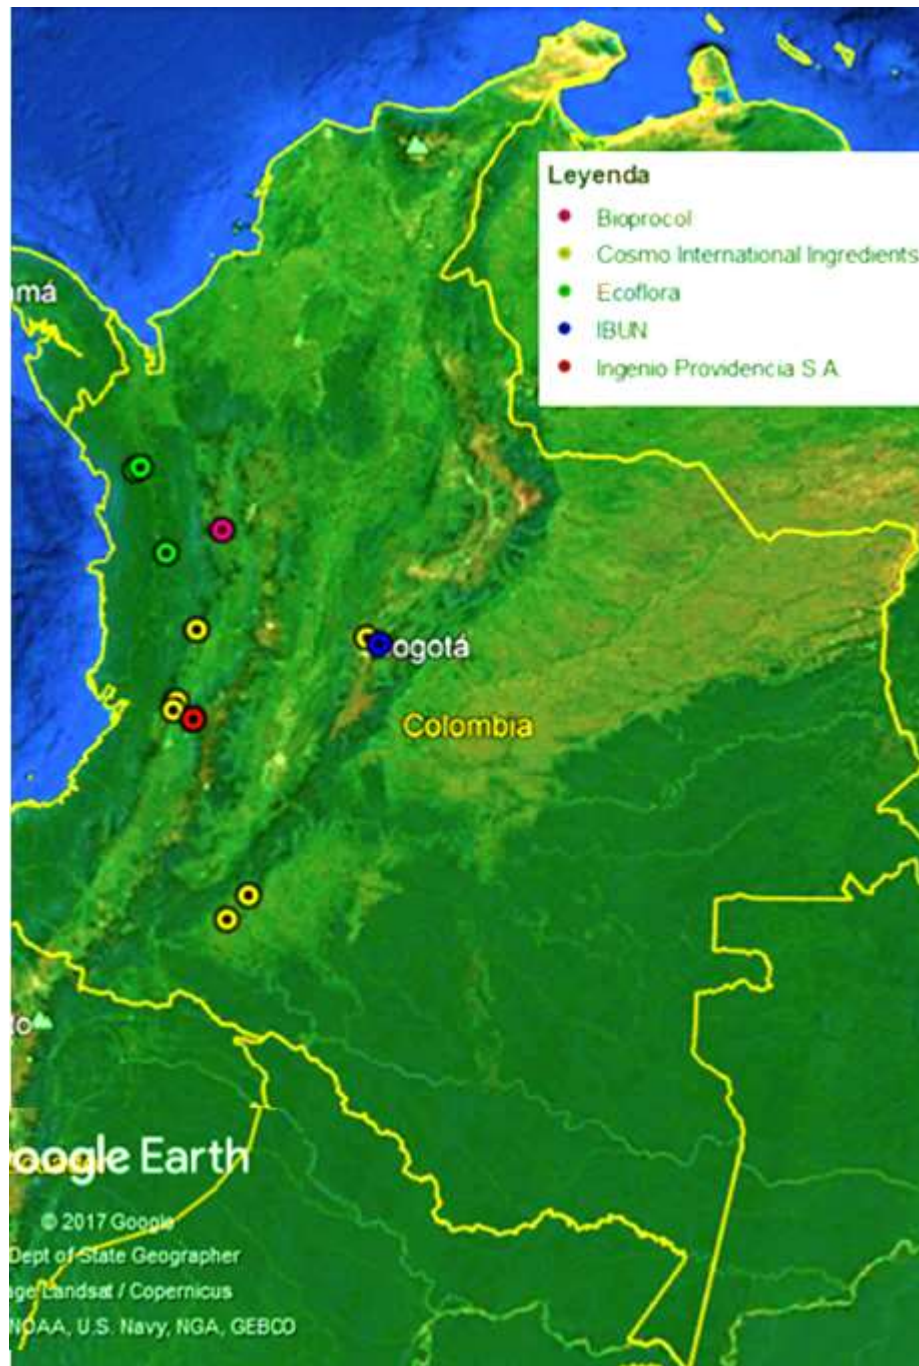 Leyenda
Bioprocol
Cosmo International Ingredients
Ecoflora
IBUN
Ingenio Providencia S.A.
má
ogotá
Colombia
lo
oogle Earth
© 2017 Google
Dept of State Geographer
age Landsat / Copernicus
NOAA, U.S. Navy, NGA, GEBCO